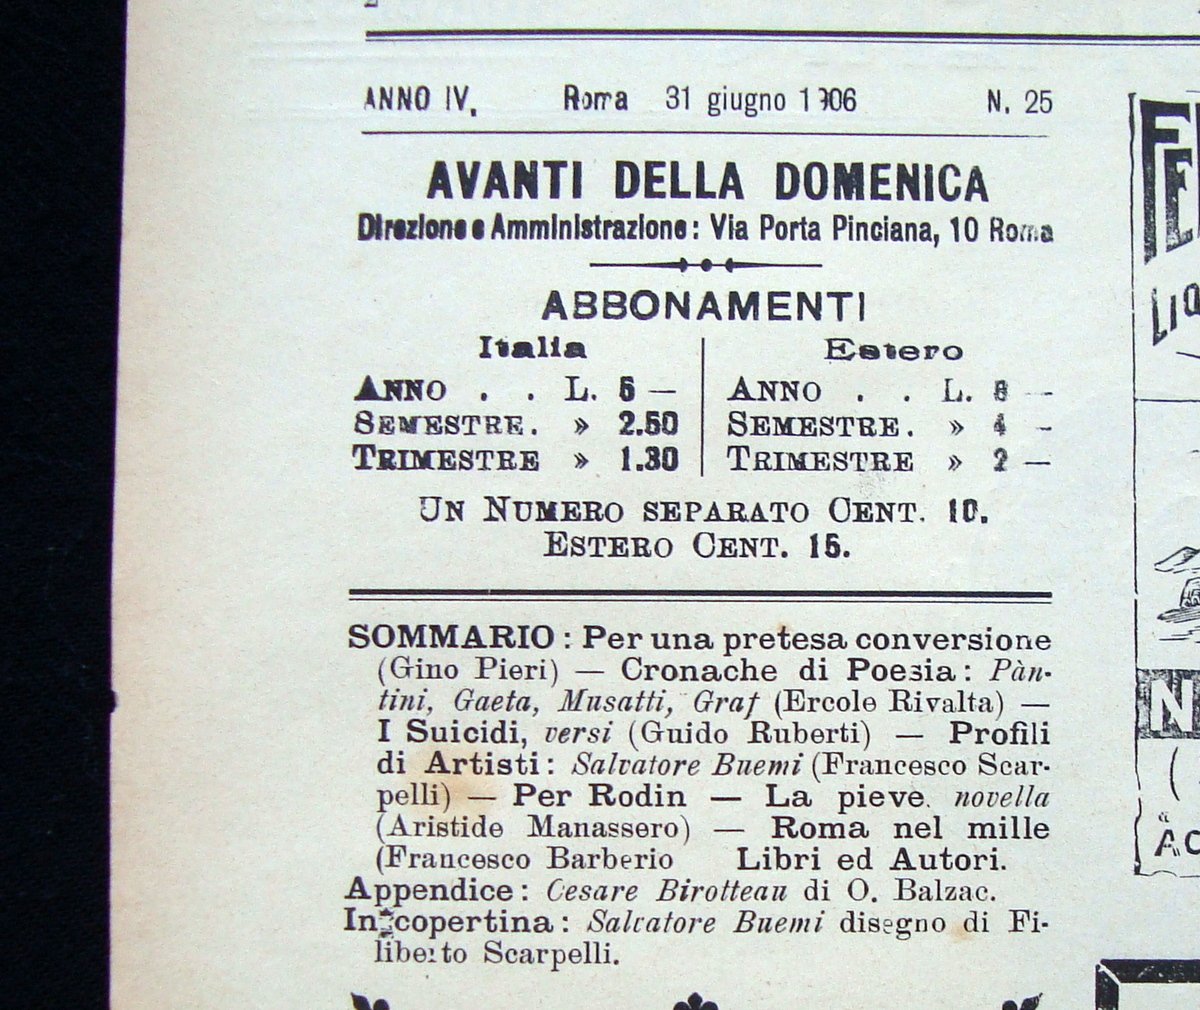 ANNO IV. Roma 31 giugno 1906 N. 25
AVANTI DELLA DOMENICA
Direzione e Amministrazione: Via Porta Pinciana, 10 Roma
ABBONAMENTI
Italia
ANNO . . L. 5 —
SEMESTRE. » 2.50
TRIMESTRE » 1.30
Estero
ANNO . . L. 8 —
SEMESTRE. » 4 -
TRIMESTRE » 2 —
UN NUMERO SEPARATO CENT. 10.
ESTERO CENT. 15.
SOMMARIO: Per una pretesa conversione
(Gino Pieri) — Cronache di Poesia: Pàn-
tini, Gaeta, Musatti, Graf (Ercole Rivalta) —
I Suicidi, versi (Guido Ruberti) — Profili
di Artisti: Salvatore Buemi (Francesco Scar-
pelli) — Per Rodin — La pieve. novella
(Aristide Manassero) — Roma nel mille
(Francesco Barberio Libri ed Autori.
Appendice: Cesare Birotteau di O. Balzac.
In copertina: Salvatore Buemi disegno di Fi-
liberto Scarpelli.